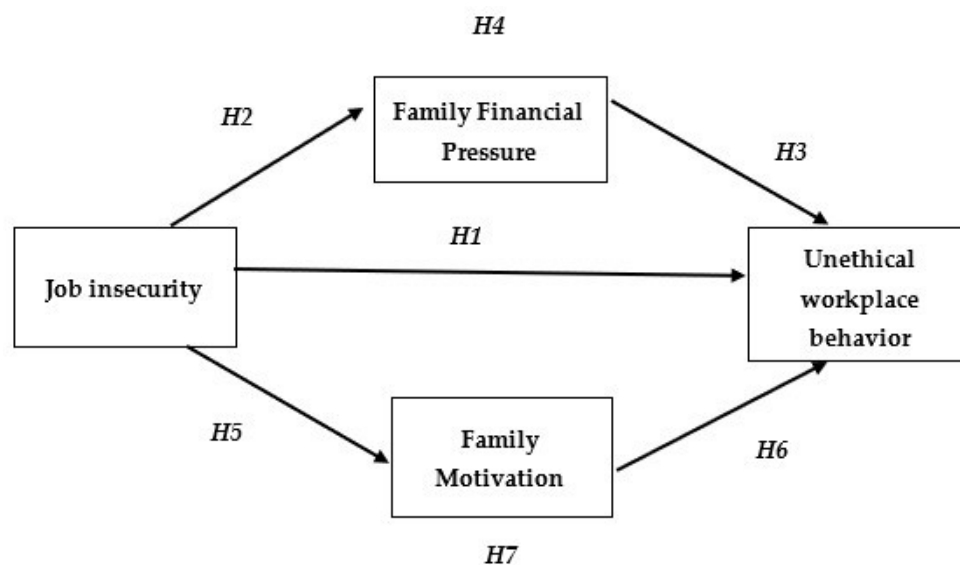 H4
Family Financial
Pressure
H2
H3
H1
Job insecurity
Unethical
workplace
behavior
H5
Family
Motivation
H6
H7